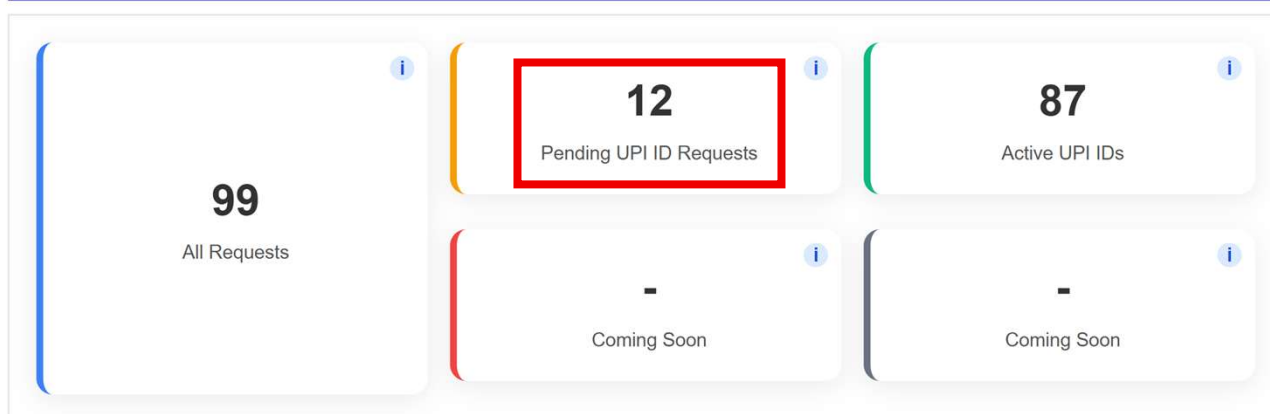 i
99
All Requests
i
12
Pending UPI ID Requests
i
87
Active UPI IDs
i
-
Coming Soon
i
-
Coming Soon